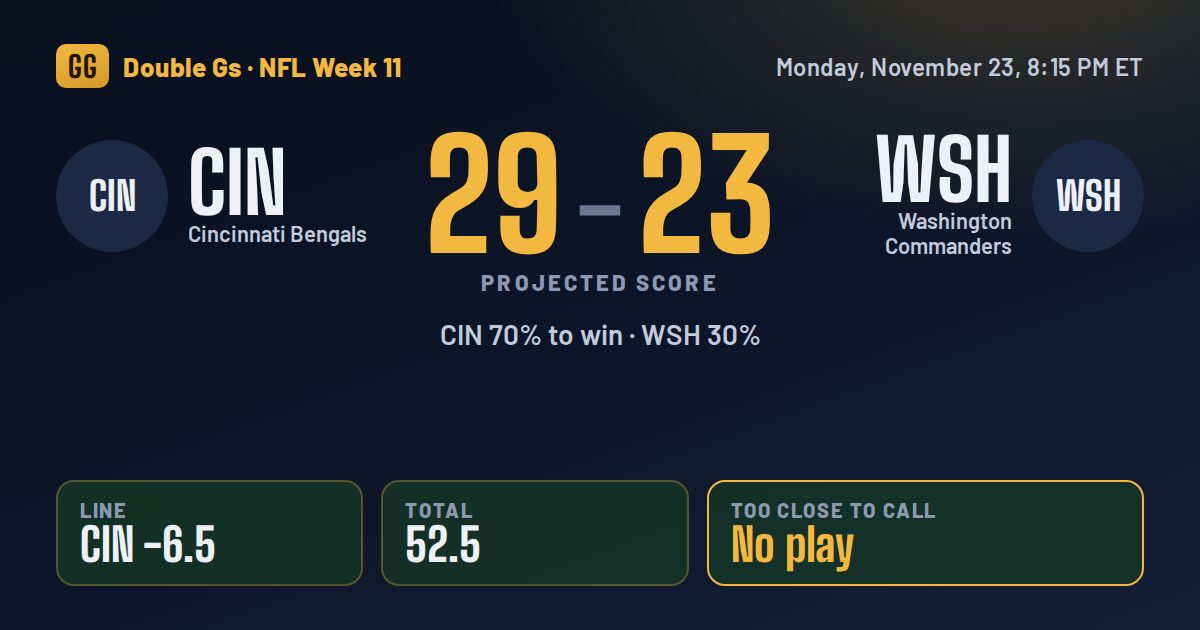 GG
Double Gs · NFL Week 11
Monday, November 23, 8:15 PM ET
CIN
CIN
Cincinnati Bengals
29 – 23
PROJECTED SCORE
CIN 70% to win · WSH 30%
WSH
Washington
Commanders
WSH
LINE
CIN −6.5
TOTAL
52.5
TOO CLOSE TO CALL
No play